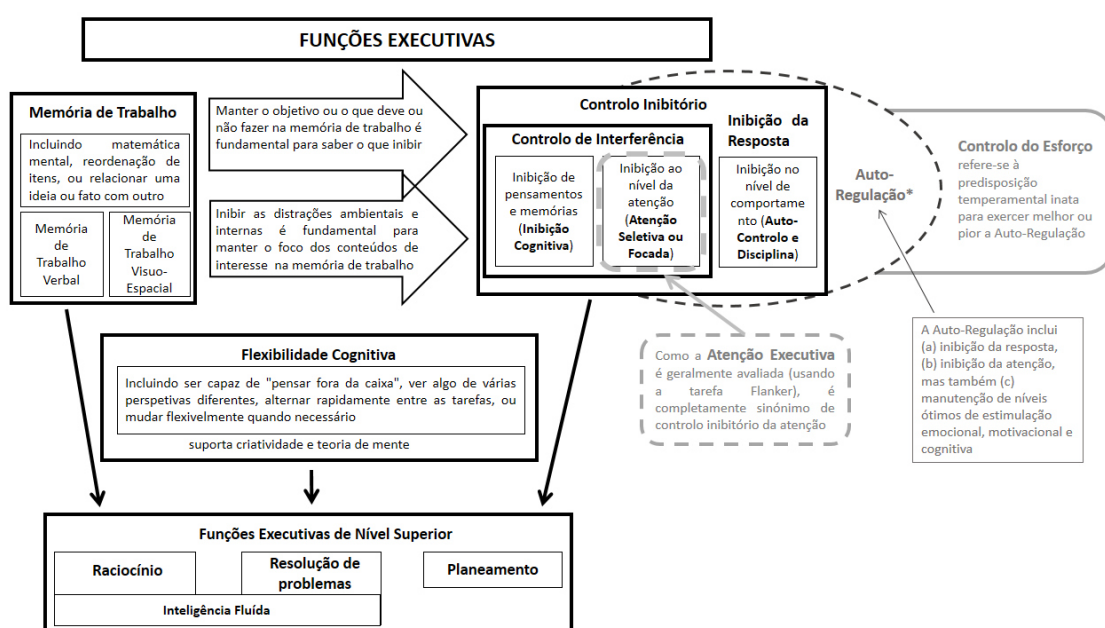 FUNÇÕES EXECUTIVAS
Memória de Trabalho
Incluindo matemática
mental, reordenação de
itens, ou relacionar uma
ideia ou fato com outro
Memória
de
Trabalho
Verbal
Memória
de
Trabalho
Visuo-
Espacial
Manter o objetivo ou o que deve ou
não fazer na memória de trabalho é
fundamental para saber o que inibir
Inibir as distrações ambientais e
internas é fundamental para
manter o foco dos conteúdos de
interesse na memória de trabalho
Controlo Inibitório
Controlo de Interferência
Inibição de
pensamentos
e memórias
(Inibição
Cognitiva)
Inibição ao
nível da
atenção
(Atenção
Seletiva ou
Focada)
Inibição da
Resposta
Inibição no
nível de
comportame
nto (Auto-
Controlo e
Disciplina)
Auto-
Regulação*
Controlo do Esforço
refere-se à
predisposição
temperamental inata
para exercer melhor ou
pior a Auto-Regulação
Flexibilidade Cognitiva
Incluindo ser capaz de "pensar fora da caixa", ver algo de várias
perspetivas diferentes, alternar rapidamente entre as tarefas, ou
mudar flexivelmente quando necessário
suporta criatividade e teoria de mente
Como a Atenção Executiva
é geralmente avaliada (usando
a tarefa Flanker), é
completamente sinónimo de
controlo inibitório da atenção
A Auto-Regulação inclui
(a) inibição da resposta,
(b) inibição da atenção,
mas também (c)
manutenção de níveis
ótimos de estimulação
emocional, motivacional e
cognitiva
Funções Executivas de Nível Superior
Raciocínio
Resolução de
problemas
Planeamento
Inteligência Fluída